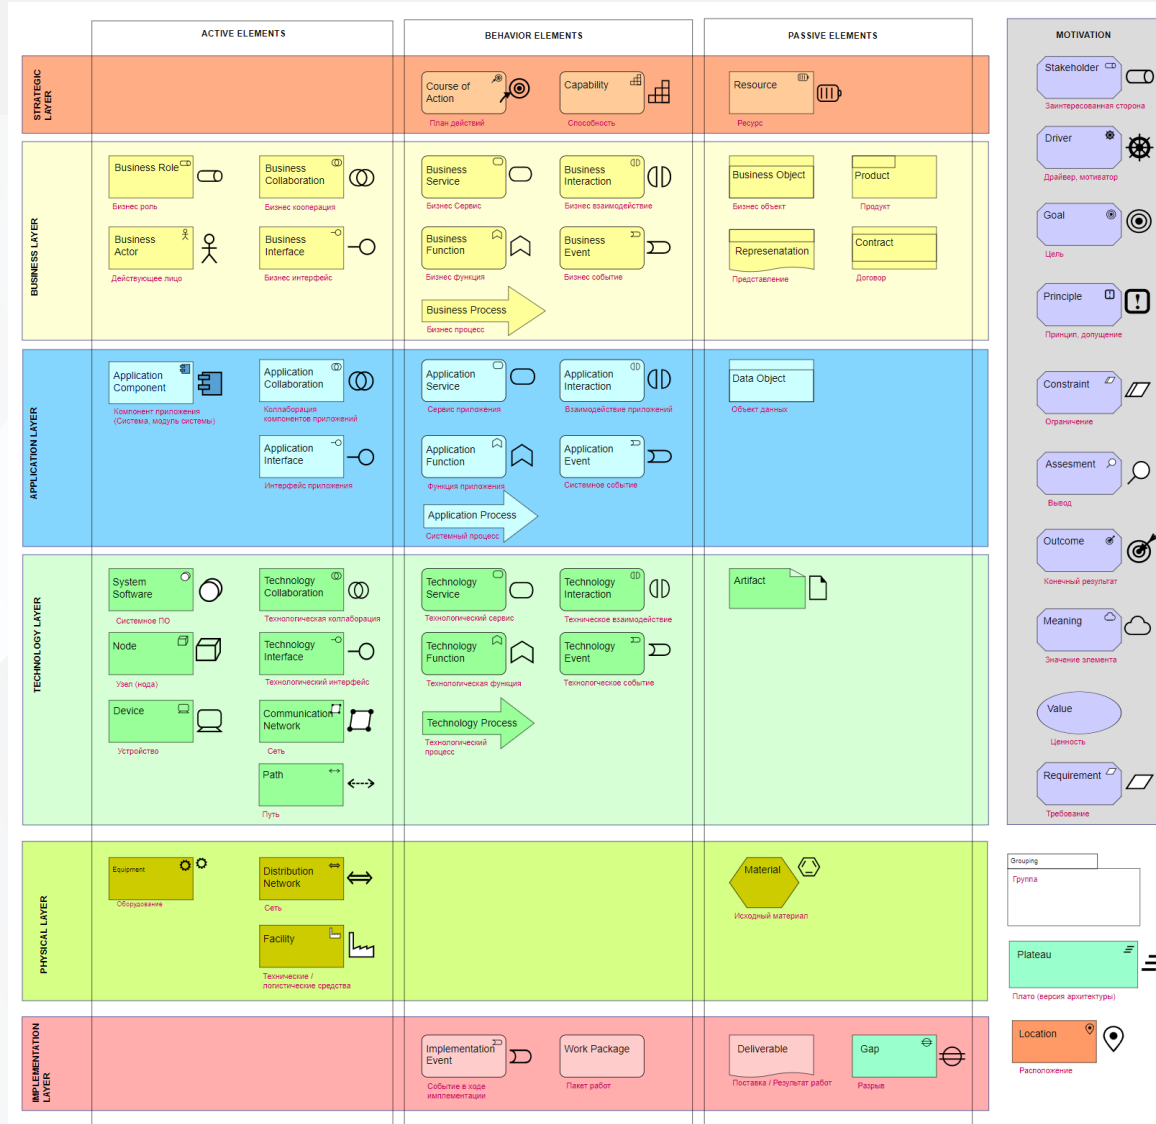 ACTIVE ELEMENTS
BEHAVIOR ELEMENTS
PASSIVE ELEMENTS
MOTIVATION
STRATEGIC
LAYER
Course of
Action
План действий
Capability
Способность
Resource
Ресурс
BUSINESS LAYER
Business Role
Бизнес роль
Business
Collaboration
Бизнес кооперация
Business
Service
Бизнес Сервис
Business
Interaction
Бизнес взаимодействие
Business Object
Бизнес объект
Product
Продукт
Business
Actor
Действующее лицо
Business
Interface
Бизнес интерфейс
Business
Function
Бизнес функция
Business
Event
Бизнес событие
Represenatation
Представление
Contract
Договор
Business Process
Бизнес процесс
APPLICATION LAYER
Application
Component
Компонент приложения
(Система, модуль системы)
Application
Collaboration
Коллаборация
компонентов приложений
Application
Service
Сервис приложения
Application
Interaction
Взаимодействие приложений
Data Object
Объект данных
Application
Interface
Интерфейс приложения
Application
Function
Функция приложения
Application
Event
Системное событие
Application Process
Системный процесс
TECHNOLOGY LAYER
System
Software
Системное ПО
Technology
Collaboration
Технологическая коллаборация
Technology
Service
Технологический сервис
Technology
Interaction
Техническое взаимодействие
Artifact
Node
Узел (нода)
Technology
Interface
Технологический интерфейс
Technology
Function
Технологическая функция
Technology
Event
Технологческое событие
Device
Устройство
Communication
Network
Сеть
Technology Process
Технологический
процесс
Path
Путь
PHYSICAL LAYER
Equipment
Оборудование
Distribution
Network
Сеть
Material
Исходный материал
Facility
Технические /
логистические средства
IMPLEMENTATION
LAYER
Implementation
Event
Событие в ходе
имплементации
Work Package
Пакет работ
Deliverable
Поставка / Результат работ
Gap
Разрыв
Stakeholder
Заинтересованная сторона
Driver
Драйвер, мотиватор
Goal
Цель
Principle
Принцип, допущение
Constraint
Ограничение
Assesment
Вывод
Outcome
Конечный результат
Meaning
Значение элемента
Value
Ценность
Requirement
Требование
Grouping
Группа
Plateau
Плато (версия архитектуры)
Location
Расположение